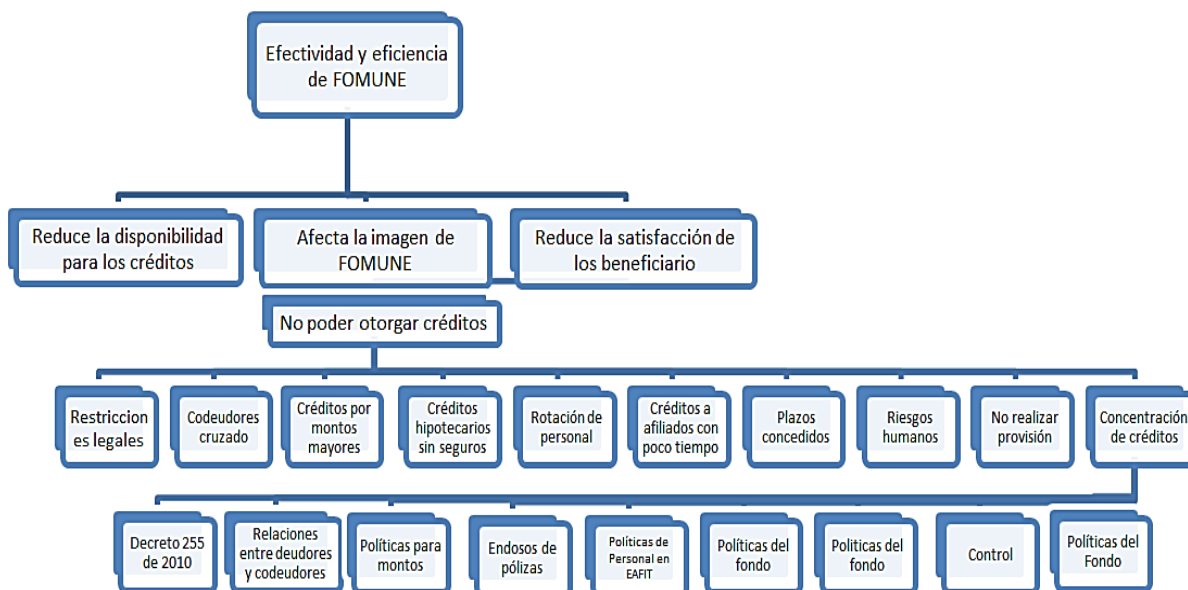 Efectividad y eficiencia
de FOMUNE
Reduce la disponibilidad
para los créditos
Afecta la imagen de
FOMUNE
Reduce la satisfacción de
los beneficiario
No poder otorgar créditos
Restriccion
es legales
Codeudores
cruzado
Créditos por
montos
mayores
Créditos
hipotecarios
sin seguros
Rotación de
personal
Créditos a
afiliados con
poco tiempo
Plazos
concedidos
Riesgos
humanos
No realizar
provisión
Concentración
de créditos
Decreto 255
de 2010
Relaciones
entre deudores
y codeudores
Políticas para
montos
Endosos de
pólizas
Políticas de
Personal en
EAFIT
Políticas del
fondo
Politicas del
fondo
Control
Políticas del
Fondo